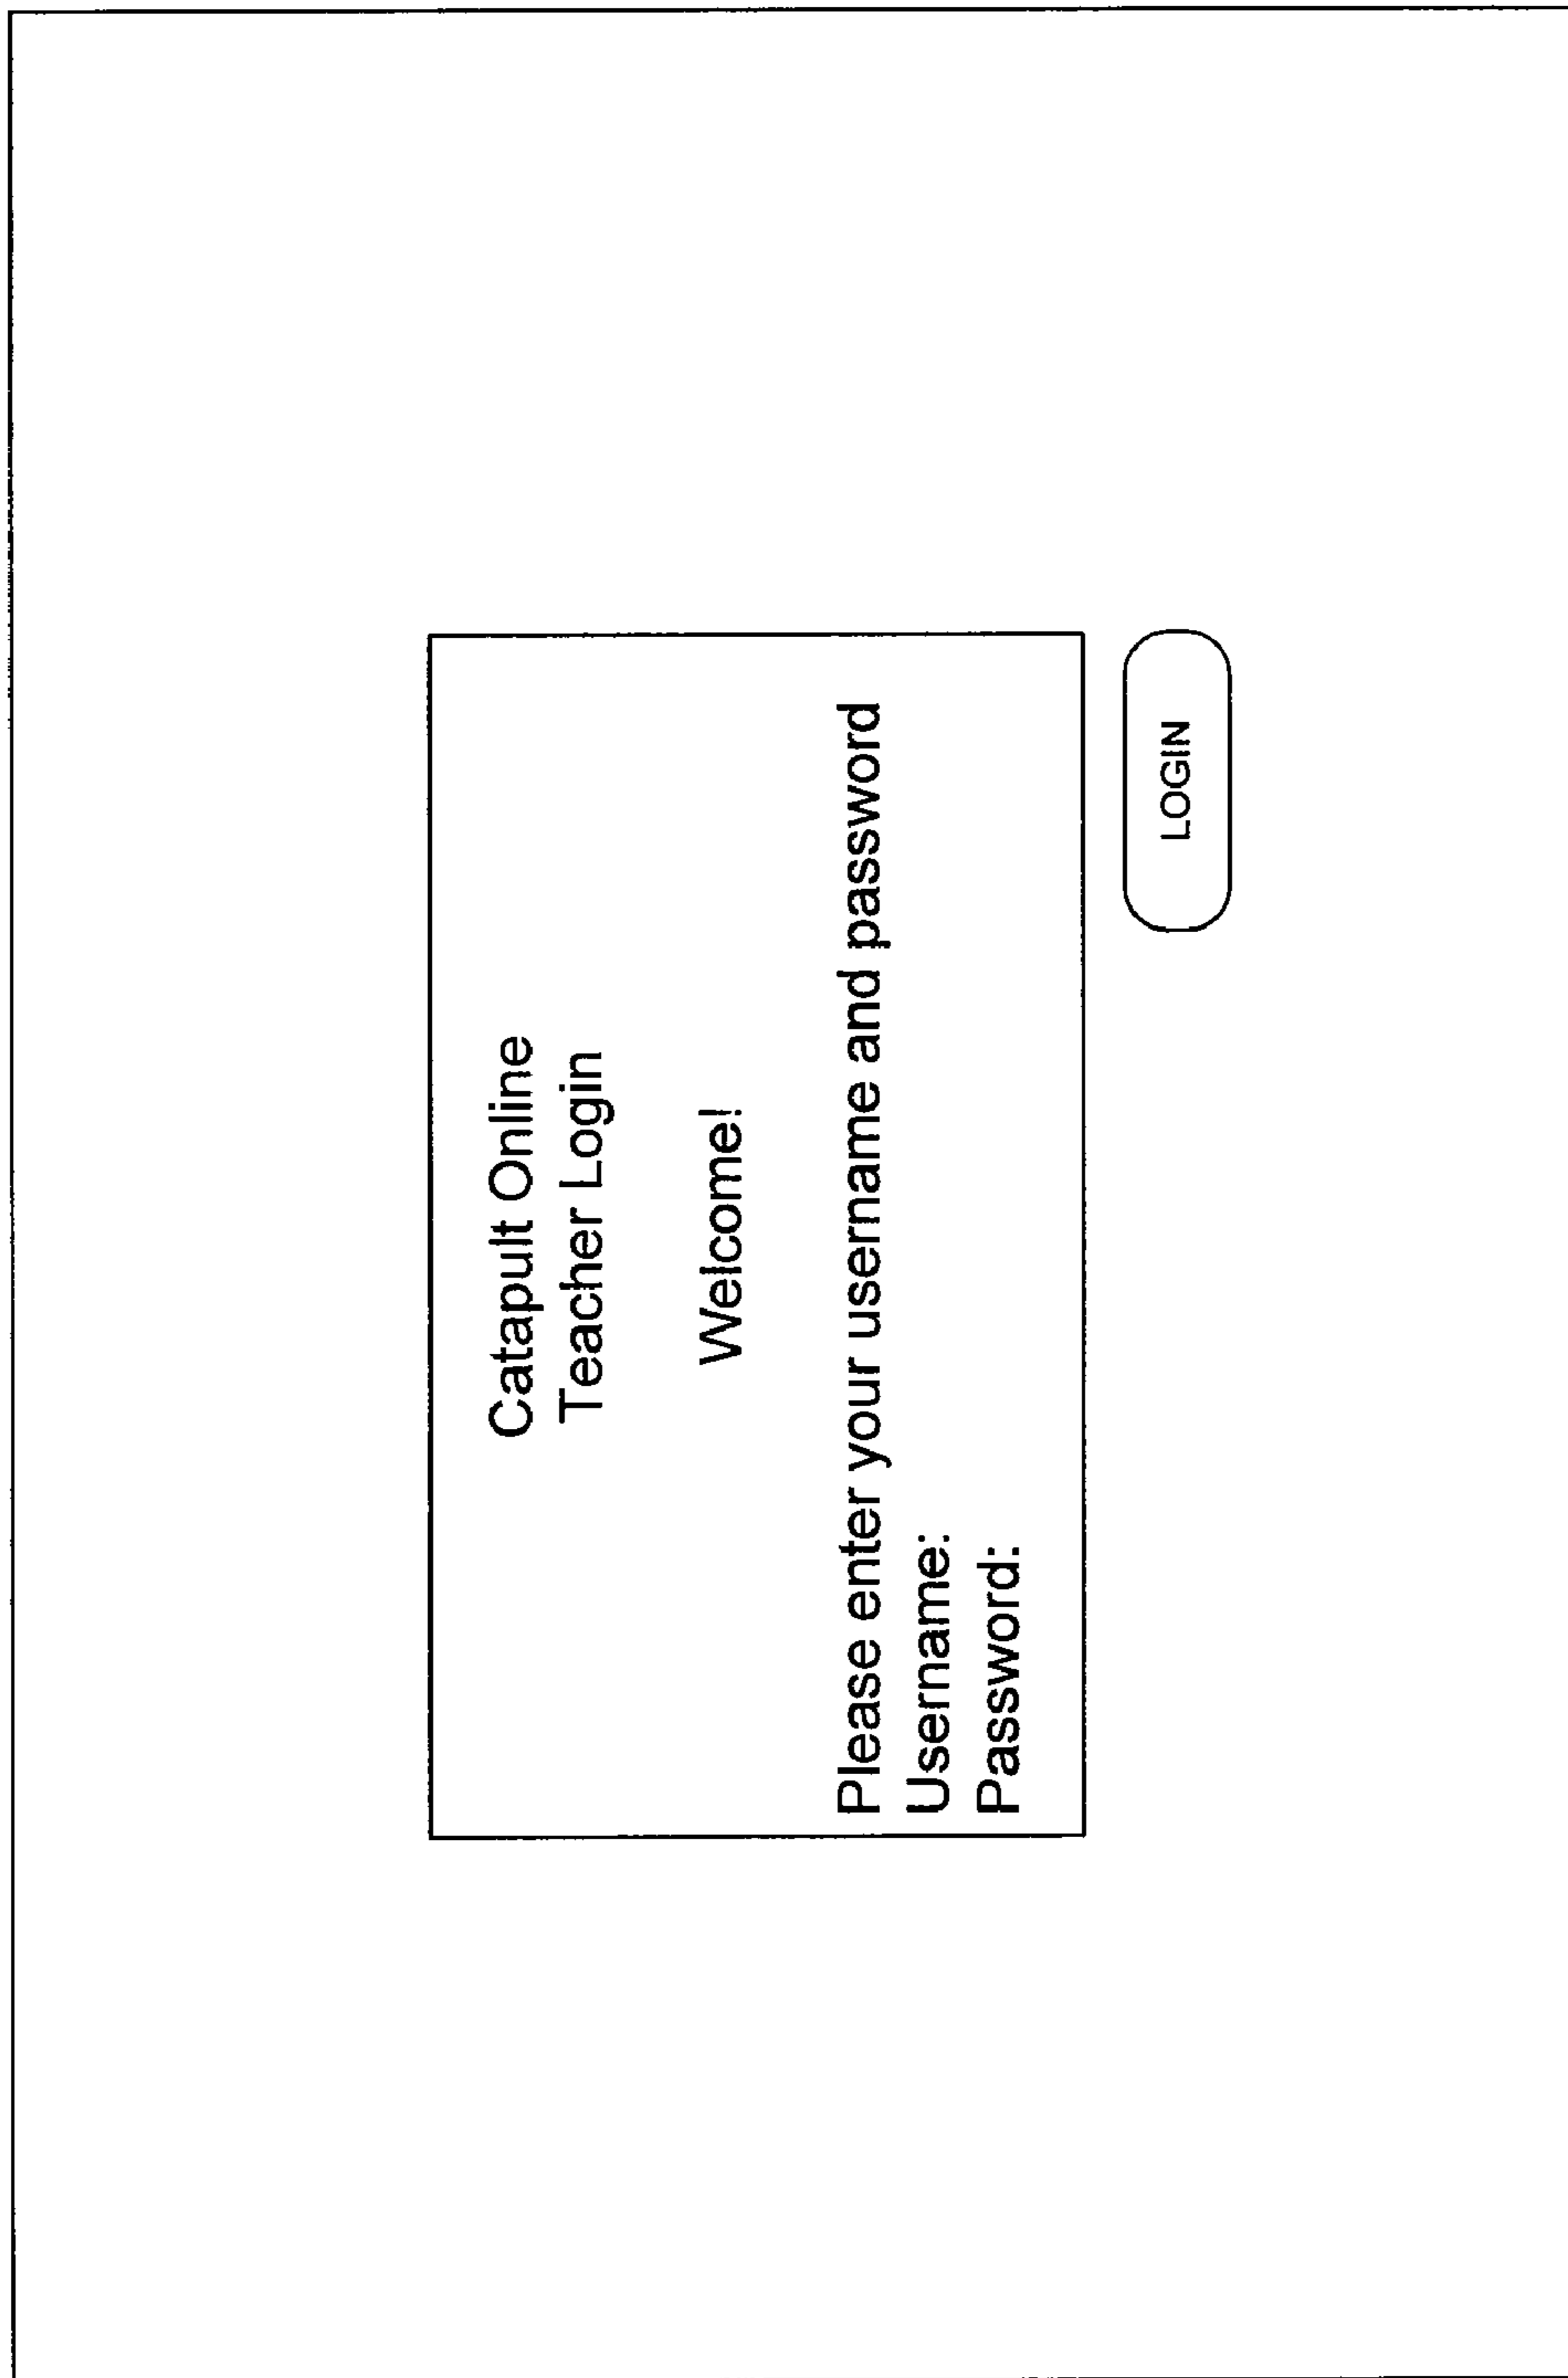 Catapult Online
Teacher Login
Welcome!
Please enter your username and password
Username:
Password:
LOGIN